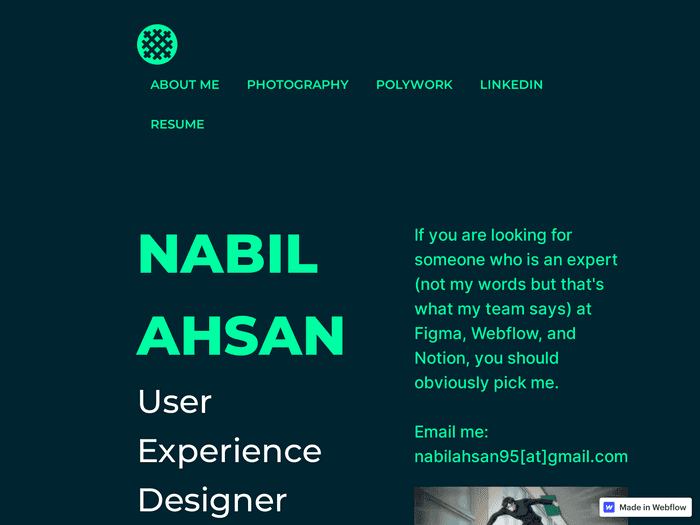 ABOUT ME PHOTOGRAPHY POLYWORK LINKEDIN
RESUME
NABIL
AHSAN
User
Experience
Designer
If you are looking for
someone who is an expert
(not my words but that's
what my team says) at
Figma, Webflow, and
Notion, you should
obviously pick me.
Email me:
nabilahsan95[at]gmail.com
Made in Webflow